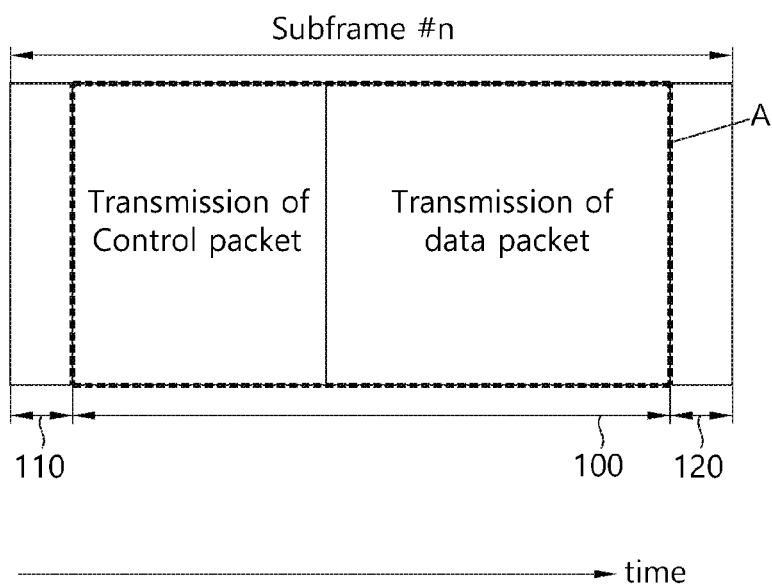 Subframe #n
A
Transmission of
Control packet
Transmission of
data packet
110
100
120
time